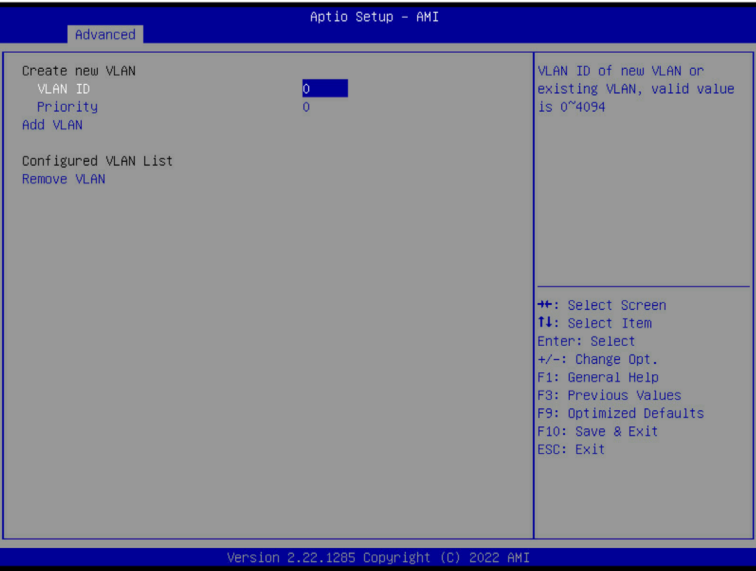 Aptio Setup – AMI
Advanced
Create new VLAN
VLAN ID 0
Priority 0
Add VLAN
Configured VLAN List
Remove VLAN
VLAN ID of new VLAN or
existing VLAN, valid value
is 0~4094
→←: Select Screen
↑↓: Select Item
Enter: Select
+/-: Change Opt.
F1: General Help
F3: Previous Values
F9: Optimized Defaults
F10: Save & Exit
ESC: Exit
Version 2.22.1285 Copyright (C) 2022 AMI